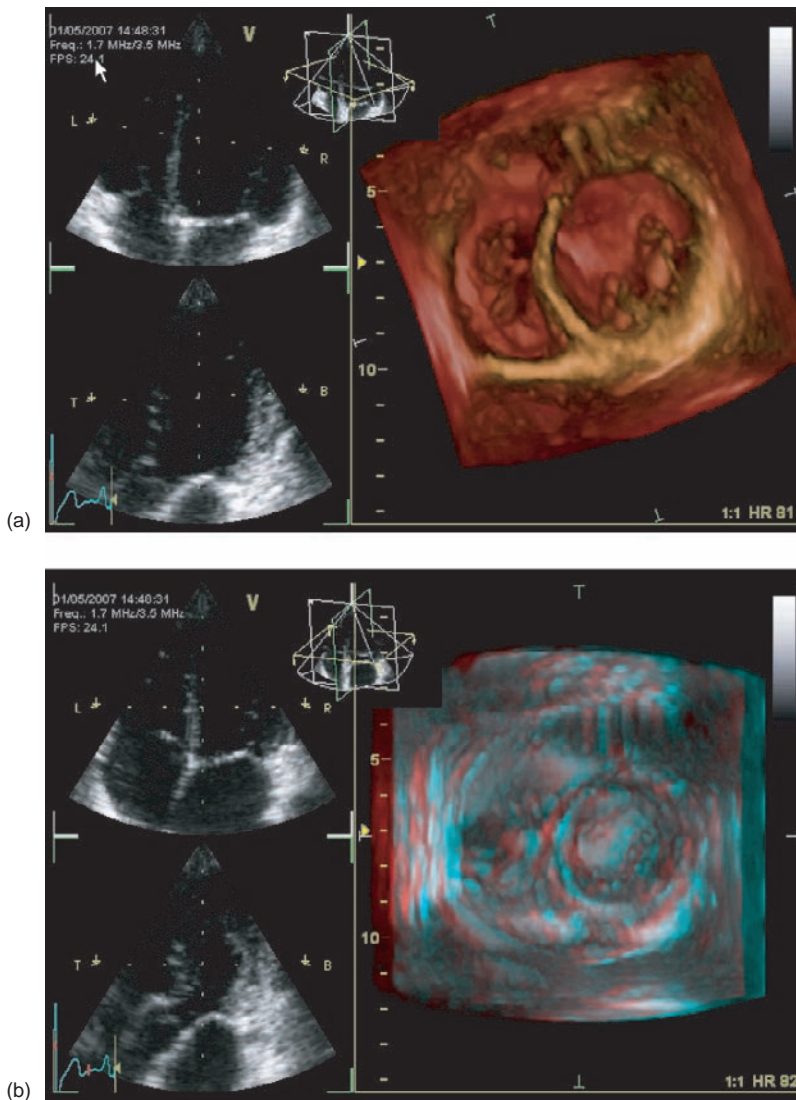 01/05/2007 14:48:31
Freq.: 1.7 MHz/3.5 MHz
FPS: 24.1
V
L
R
T
B
5
10
1:1 HR 81
(a)
01/05/2007 14:48:31
Freq.: 1.7 MHz/3.5 MHz
FPS: 24.1
V
L
R
T
B
5
10
1:1 HR 82
(b)